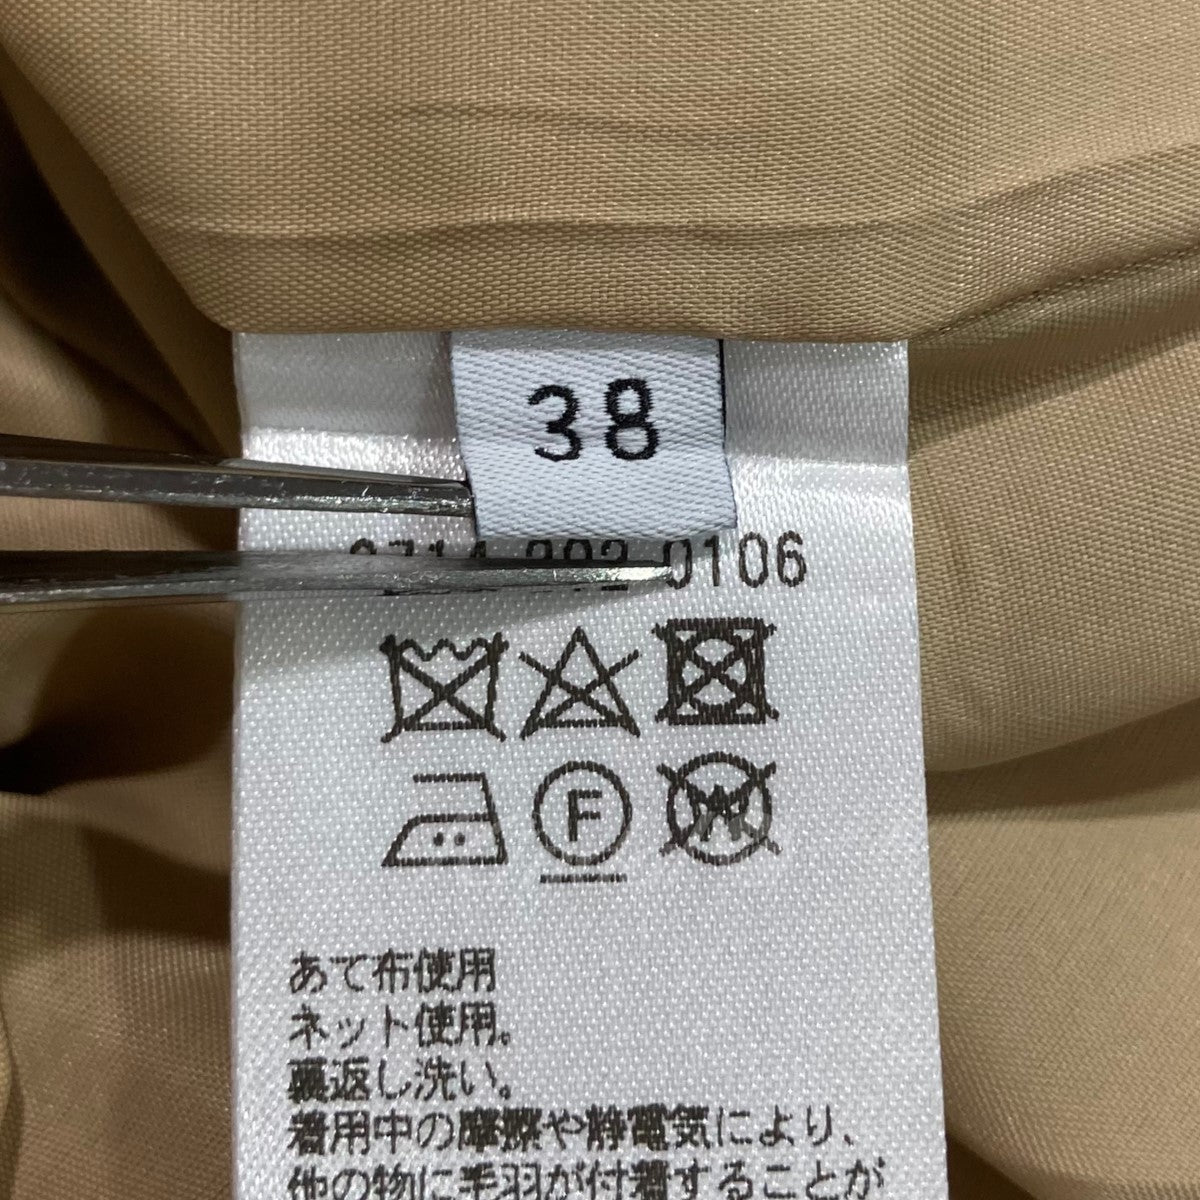 38
0106
F
あて布使用
ネット使用。
裏返し洗い。
着用中の摩擦や静電気により、
他の物に毛羽が付着することが